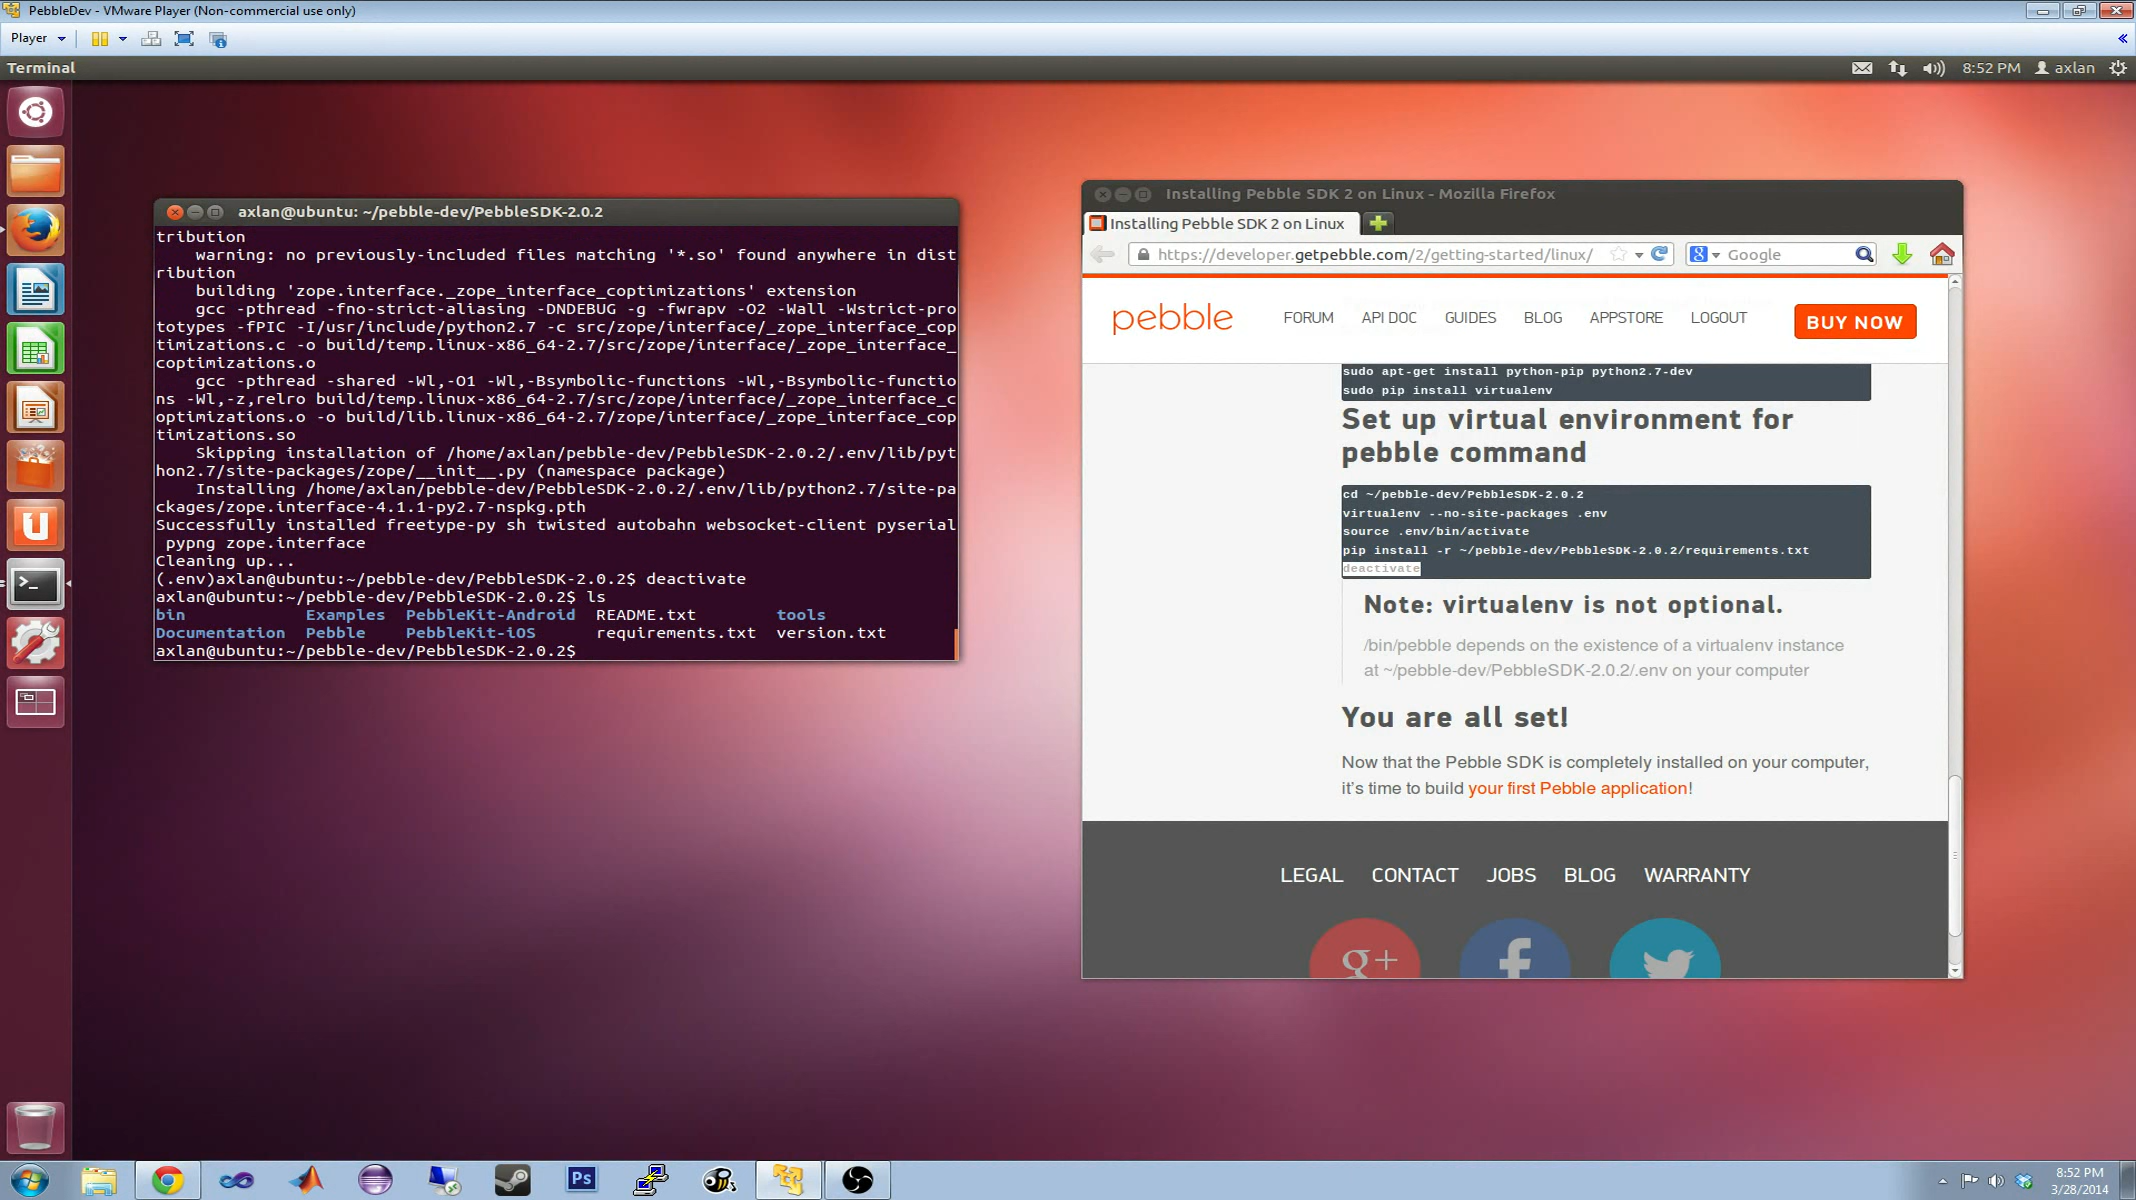 PebbleDev - VMware Player (Non-commercial use only)
Player
Terminal
8:52 PM
axlan
axlan@ubuntu: ~/pebble-dev/PebbleSDK-2.0.2
tribution
    warning: no previously-included files matching '*.so' found anywhere in dist
ribution
    building 'zope.interface._zope_interface_coptimizations' extension
    gcc -pthread -fno-strict-aliasing -DNDEBUG -g -fwrapv -O2 -Wall -Wstrict-pro
totypes -fPIC -I/usr/include/python2.7 -c src/zope/interface/_zope_interface_cop
timizations.c -o build/temp.linux-x86_64-2.7/src/zope/interface/_zope_interface_
coptimizations.o
    gcc -pthread -shared -Wl,-O1 -Wl,-Bsymbolic-functions -Wl,-Bsymbolic-functio
ns -Wl,-z,relro build/temp.linux-x86_64-2.7/src/zope/interface/_zope_interface_c
optimizations.o -o build/lib.linux-x86_64-2.7/zope/interface/_zope_interface_cop
timizations.so
    Skipping installation of /home/axlan/pebble-dev/PebbleSDK-2.0.2/.env/lib/pyt
hon2.7/site-packages/zope/__init__.py (namespace package)
    Installing /home/axlan/pebble-dev/PebbleSDK-2.0.2/.env/lib/python2.7/site-pa
ckages/zope.interface-4.1.1-py2.7-nspkg.pth
Successfully installed freetype-py sh twisted autobahn websocket-client pyserial
 pypng zope.interface
Cleaning up...
(.env)axlan@ubuntu:~/pebble-dev/PebbleSDK-2.0.2$ deactivate
axlan@ubuntu:~/pebble-dev/PebbleSDK-2.0.2$ ls
bin            Examples  PebbleKit-Android  README.txt        tools
Documentation  Pebble    PebbleKit-iOS      requirements.txt  version.txt
axlan@ubuntu:~/pebble-dev/PebbleSDK-2.0.2$
Installing Pebble SDK 2 on Linux - Mozilla Firefox
Installing Pebble SDK 2 on Linux
https://developer.getpebble.com/2/getting-started/linux/
Google
pebble
FORUM API DOC GUIDES BLOG APPSTORE LOGOUT
BUY NOW
sudo apt-get install python-pip python2.7-dev
sudo pip install virtualenv
Set up virtual environment for
pebble command
cd ~/pebble-dev/PebbleSDK-2.0.2
virtualenv --no-site-packages .env
source .env/bin/activate
pip install -r ~/pebble-dev/PebbleSDK-2.0.2/requirements.txt
deactivate
Note: virtualenv is not optional.
/bin/pebble depends on the existence of a virtualenv instance
at ~/pebble-dev/PebbleSDK-2.0.2/.env on your computer
You are all set!
Now that the Pebble SDK is completely installed on your computer,
it's time to build your first Pebble application!
LEGAL CONTACT JOBS BLOG WARRANTY
g+
f
Ps
8:52 PM
3/28/2014